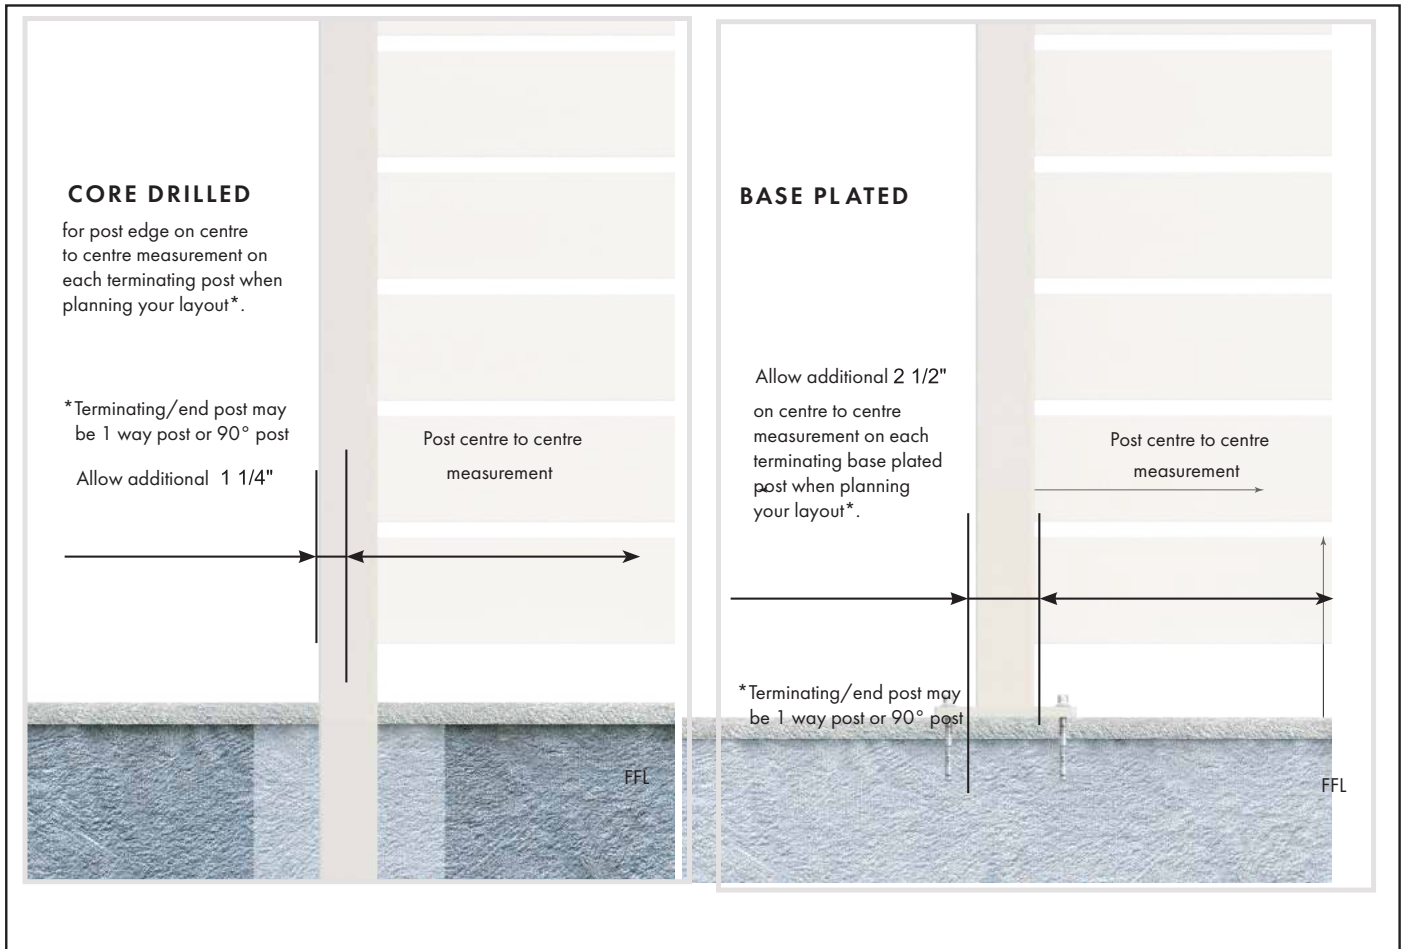 CORE DRILLED
for post edge on centre
to centre measurement on
each terminating post when
planning your layout*.
*Terminating/end post may
be 1 way post or 90° post
Allow additional 1 1/4"
Post centre to centre
measurement
FFL
BASE PLATED
Allow additional 2 1/2"
on centre to centre
measurement on each
terminating base plated
post when planning
your layout*.
Post centre to centre
measurement
*Terminating/end post may
be 1 way post or 90° post
FFL